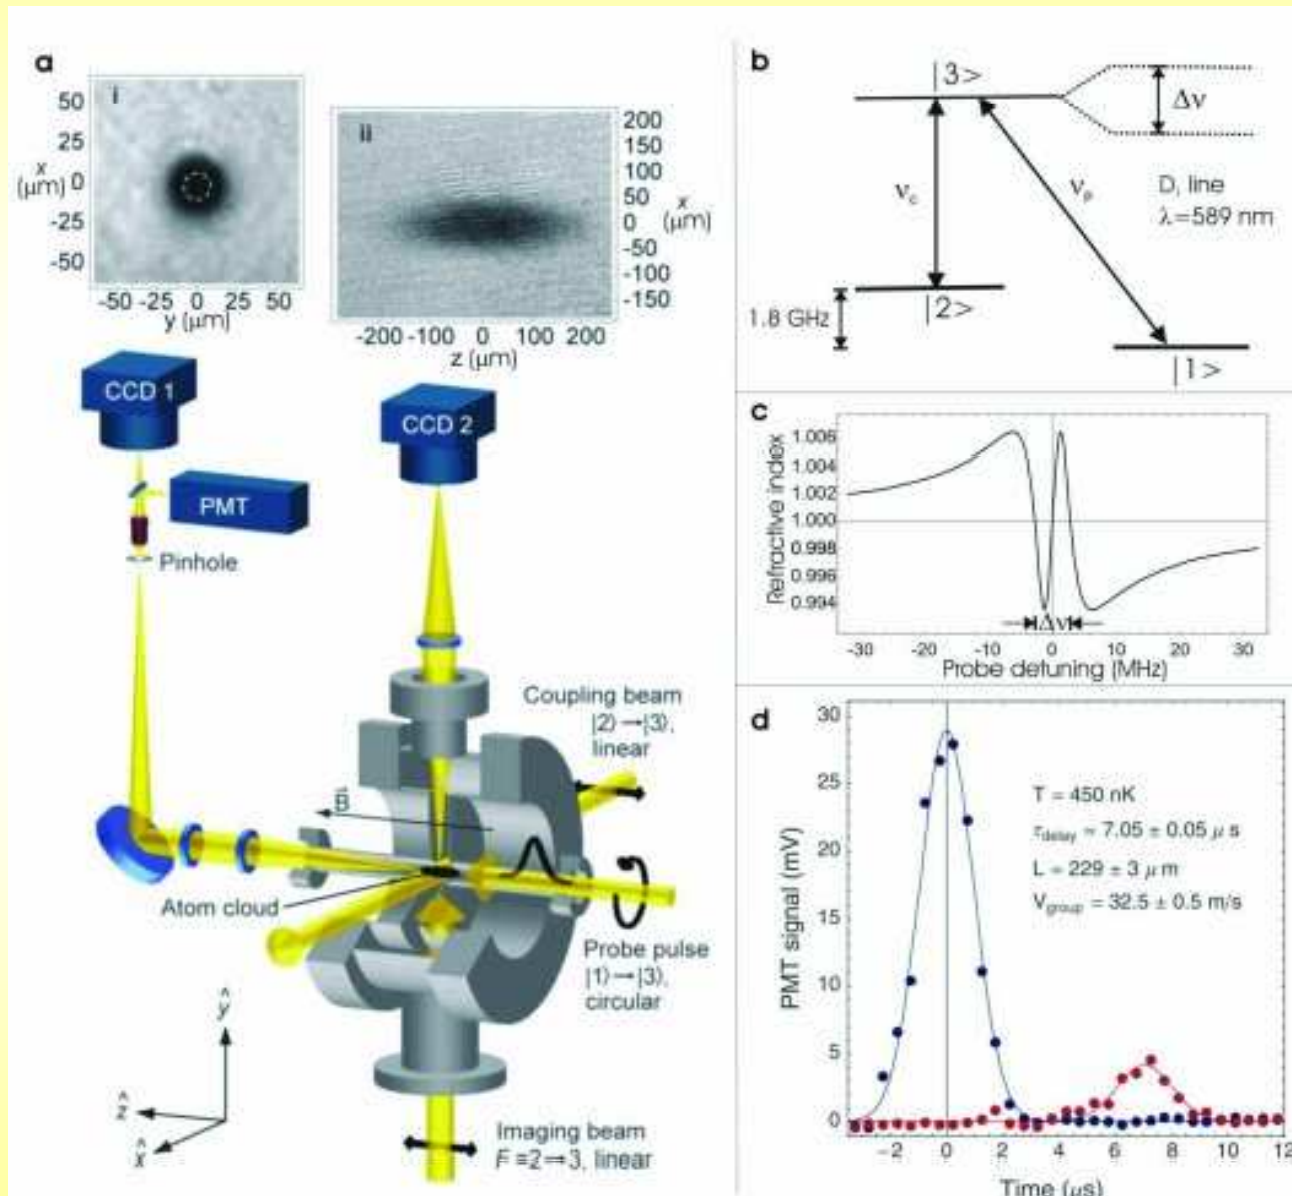 a
i
50
25
0
-25
-50
x
(μm)
-50 -25 0 25 50
y (μm)
ii
200
150
100
50
0
-50
-100
-150
x
(μm)
-200 -100 0 100 200
z (μm)
CCD 1
PMT
Pinhole
CCD 2
Coupling beam
|2⟩→|3⟩,
linear
B
Atom cloud
Probe pulse
|1⟩→|3⟩,
circular
ŷ
ẑ
x̂
Imaging beam
F = 2→3, linear
b
|3>
Δν
νc
νp
D, line
λ=589 nm
|2>
1.8 GHz
|1>
c
Refractive index
1.006
1.004
1.002
1.000
0.998
0.996
0.994
Δν
-30 -20 -10 0 10 20 30
Probe detuning (MHz)
d
PMT signal (mV)
30
25
20
15
10
5
0
T = 450 nK
τdelay = 7.05 ± 0.05 μ s
L = 229 ± 3 μ m
Vgroup = 32.5 ± 0.5 m/s
−2 0 2 4 6 8 10 12
Time (μs)